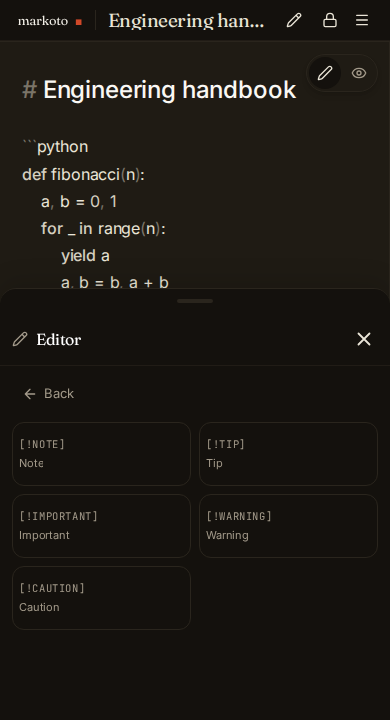 markoto
Engineering han...
# Engineering handbook
```python
def fibonacci(n):
a, b = 0, 1
for _ in range(n):
yield a
a, b = b, a + b
Editor
Back
[!NOTE]
Note
[!TIP]
Tip
[!IMPORTANT]
Important
[!WARNING]
Warning
[!CAUTION]
Caution